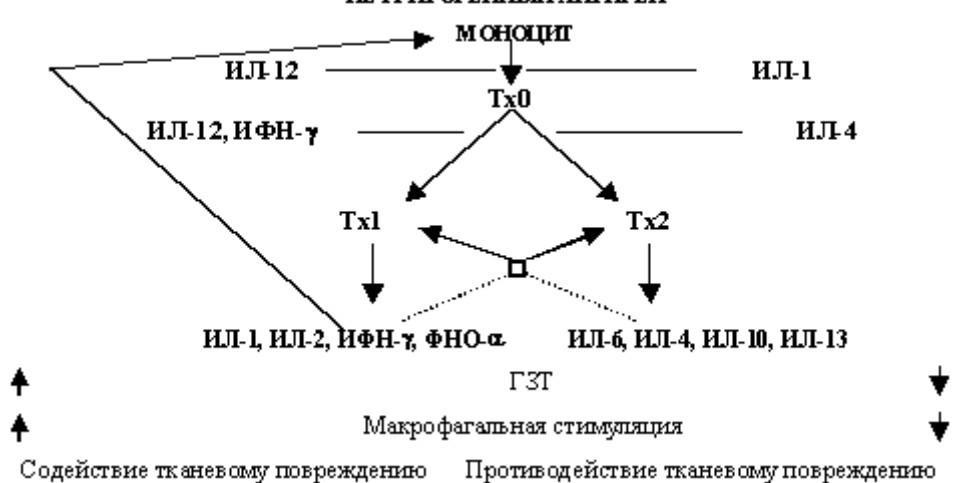 МОНОЦИТ
ИЛ-12 ИЛ-1
Тх0
ИЛ-12, ИФН-γ ИЛ-4
Тх1 Тх2
ИЛ-1, ИЛ-2, ИФН-γ, ФНО-α ИЛ-6, ИЛ-4, ИЛ-10, ИЛ-13
ГЗТ
Макрофагальная стимуляция
Содействие тканевому повреждению Противодействие тканевому повреждению